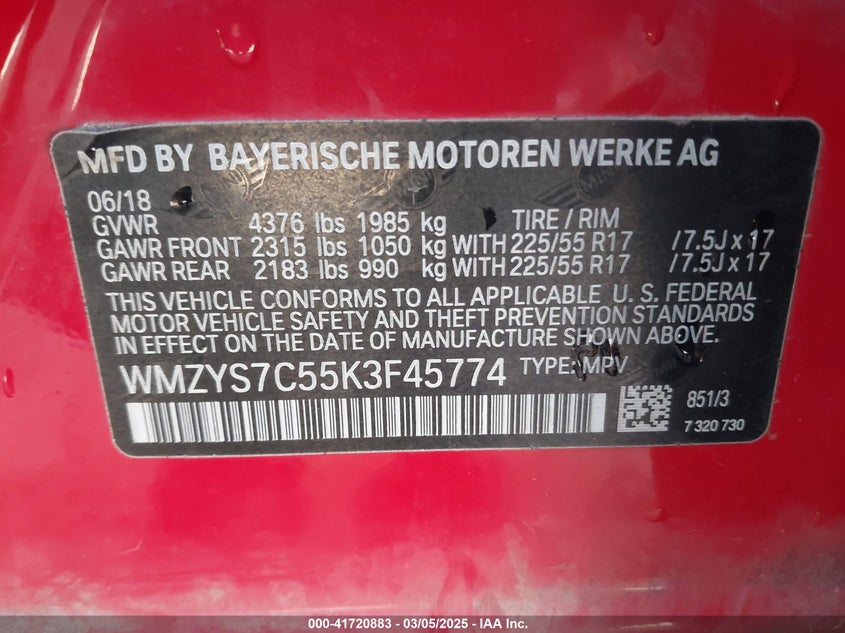 MFD BY BAYERISCHE MOTOREN WERKE AG
06/18
GVWR 4376 lbs 1985 kg TIRE / RIM
GAWR FRONT 2315 lbs 1050 kg WITH 225/55 R17 /7.5J x 17
GAWR REAR 2183 lbs 990 kg WITH 225/55 R17 /7.5J x 17
THIS VEHICLE CONFORMS TO ALL APPLICABLE U. S. FEDERAL
MOTOR VEHICLE SAFETY AND THEFT PREVENTION STANDARDS
IN EFFECT ON THE DATE OF MANUFACTURE SHOWN ABOVE.
WMZYS7C55K3F45774 TYPE: MPV
851/3
7 320 730
000-41720883 - 03/05/2025 - IAA Inc.